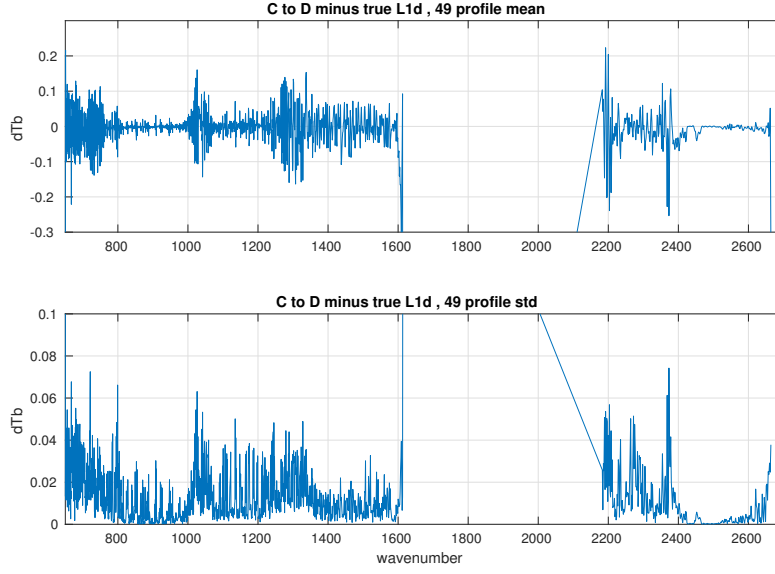 C to D minus true L1d , 49 profile mean
0.2
0.1
0
-0.1
-0.2
-0.3
dTb
800 1000 1200 1400 1600 1800 2000 2200 2400 2600
C to D minus true L1d , 49 profile std
0.1
0.08
0.06
0.04
0.02
0
dTb
800 1000 1200 1400 1600 1800 2000 2200 2400 2600
wavenumber